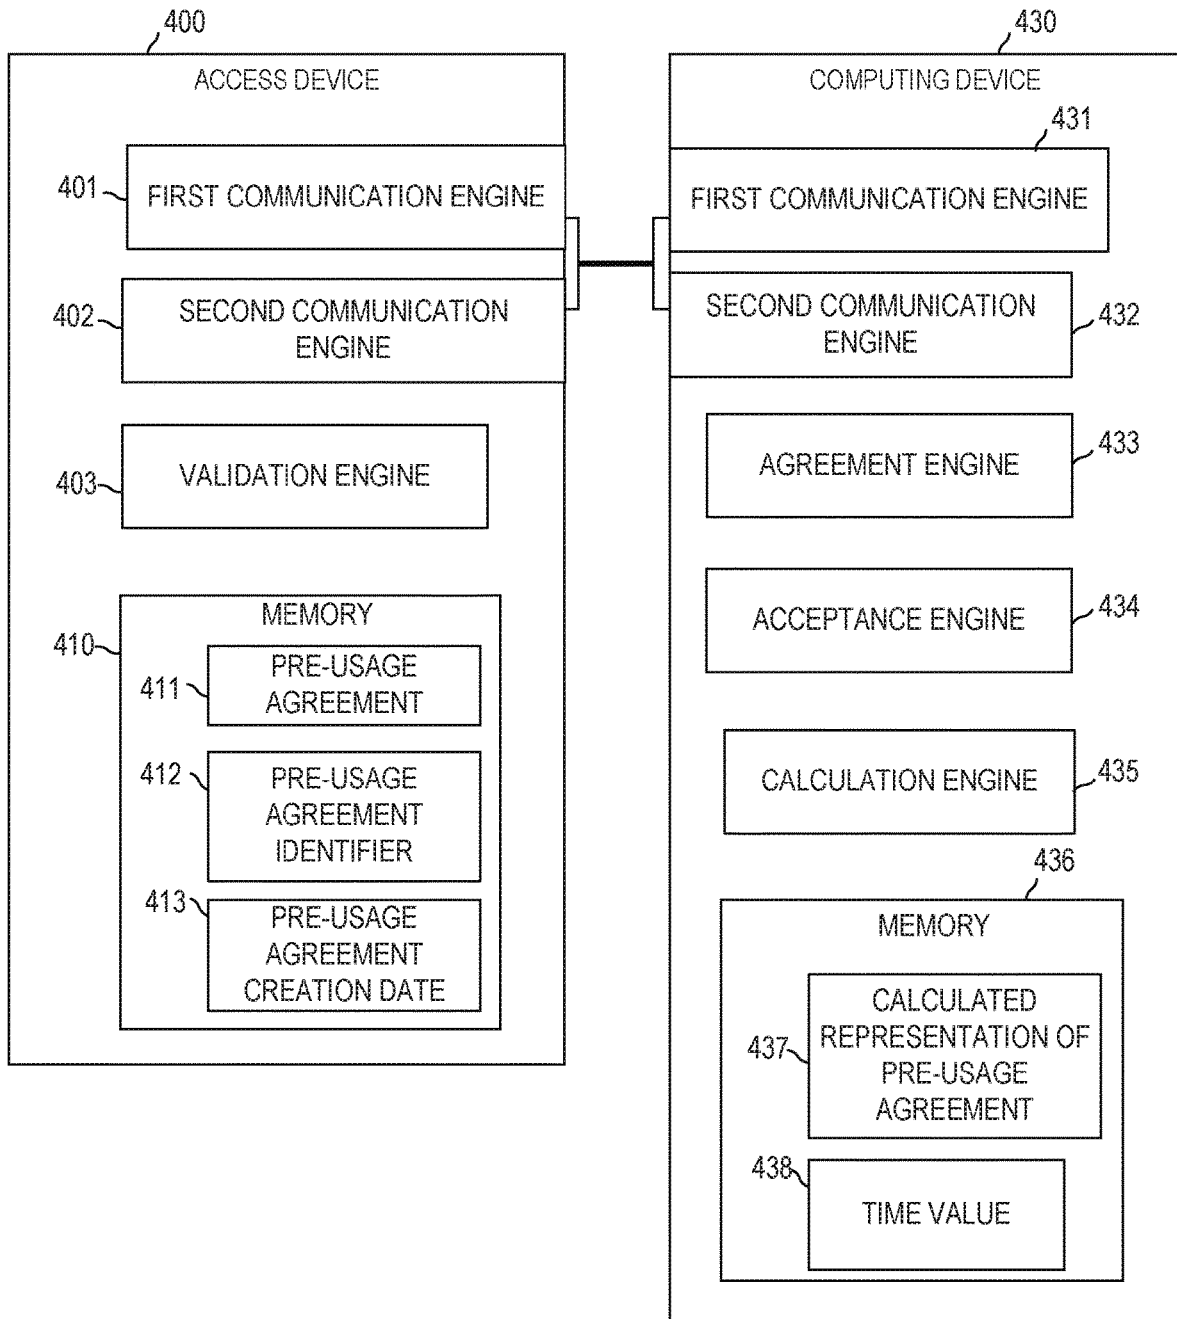 400
ACCESS DEVICE
401
FIRST COMMUNICATION ENGINE
402
SECOND COMMUNICATION
ENGINE
403
VALIDATION ENGINE
410
MEMORY
411
PRE-USAGE
AGREEMENT
412
PRE-USAGE
AGREEMENT
IDENTIFIER
413
PRE-USAGE
AGREEMENT
CREATION DATE
430
COMPUTING DEVICE
431
FIRST COMMUNICATION ENGINE
SECOND COMMUNICATION
ENGINE
432
AGREEMENT ENGINE
433
ACCEPTANCE ENGINE
434
CALCULATION ENGINE
435
436
MEMORY
437
CALCULATED
REPRESENTATION OF
PRE-USAGE
AGREEMENT
438
TIME VALUE